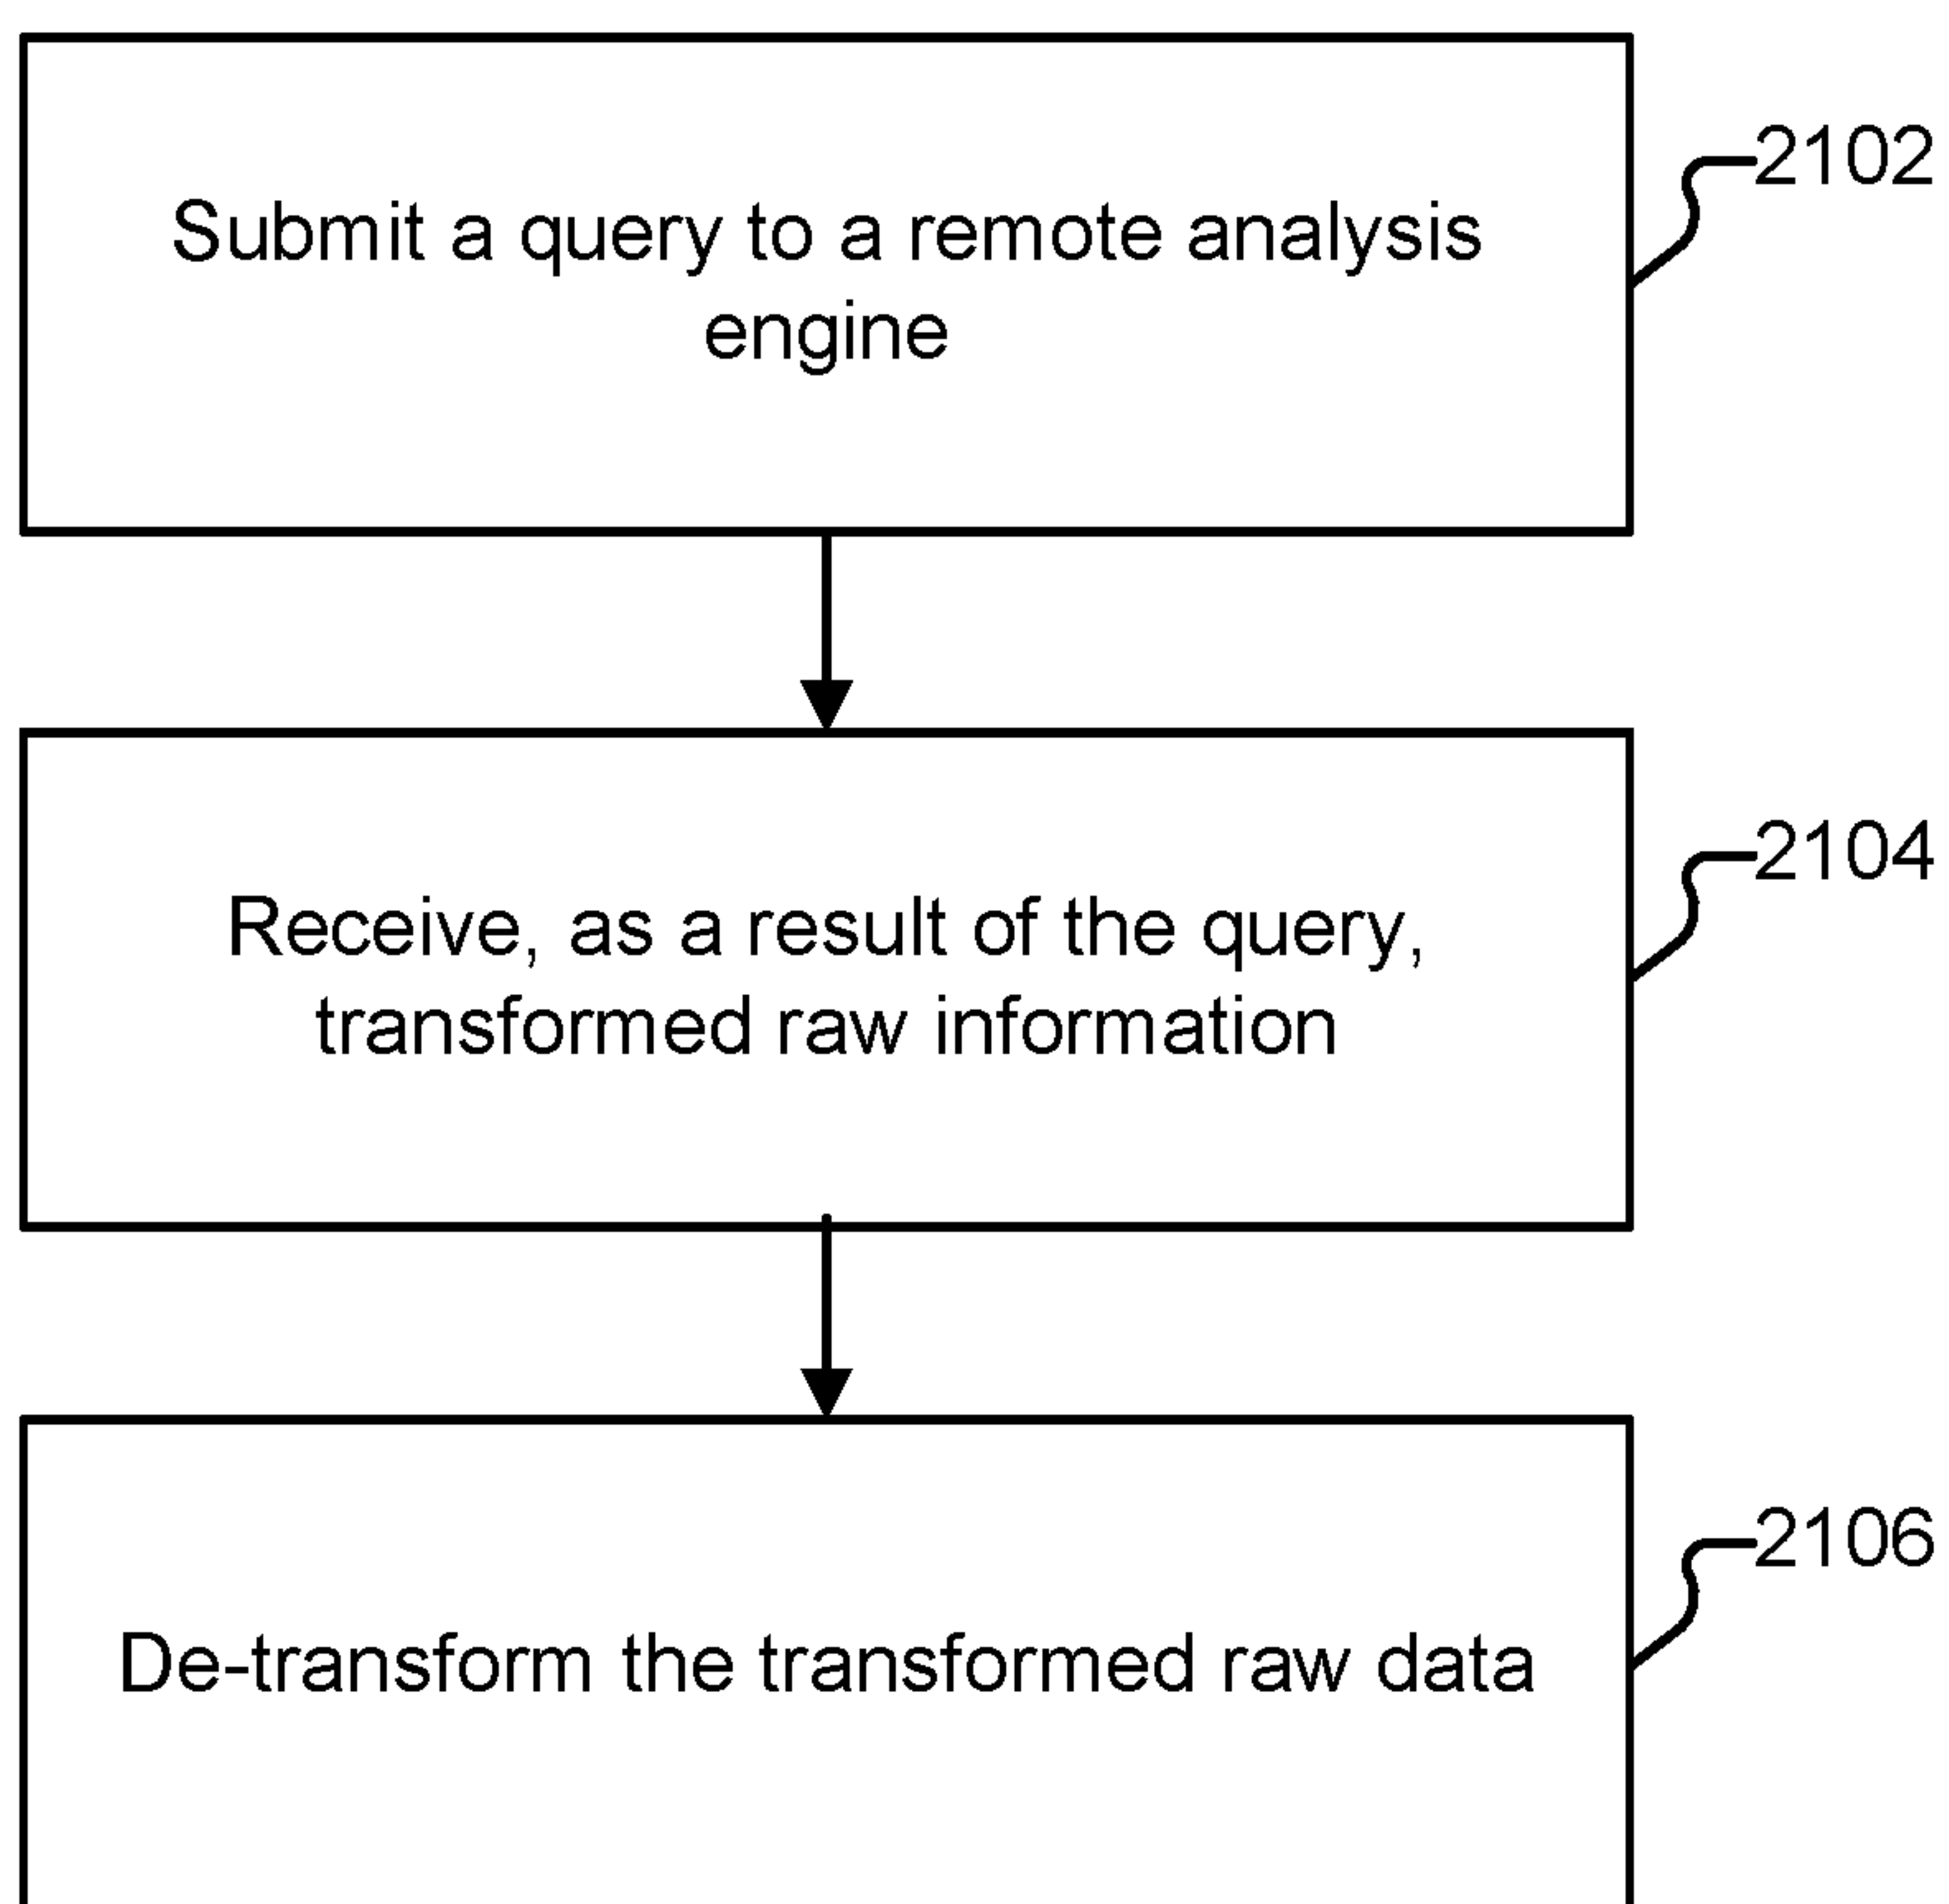 Submit a query to a remote analysis
engine
2102
Receive, as a result of the query,
transformed raw information
2104
De-transform the transformed raw data
2106